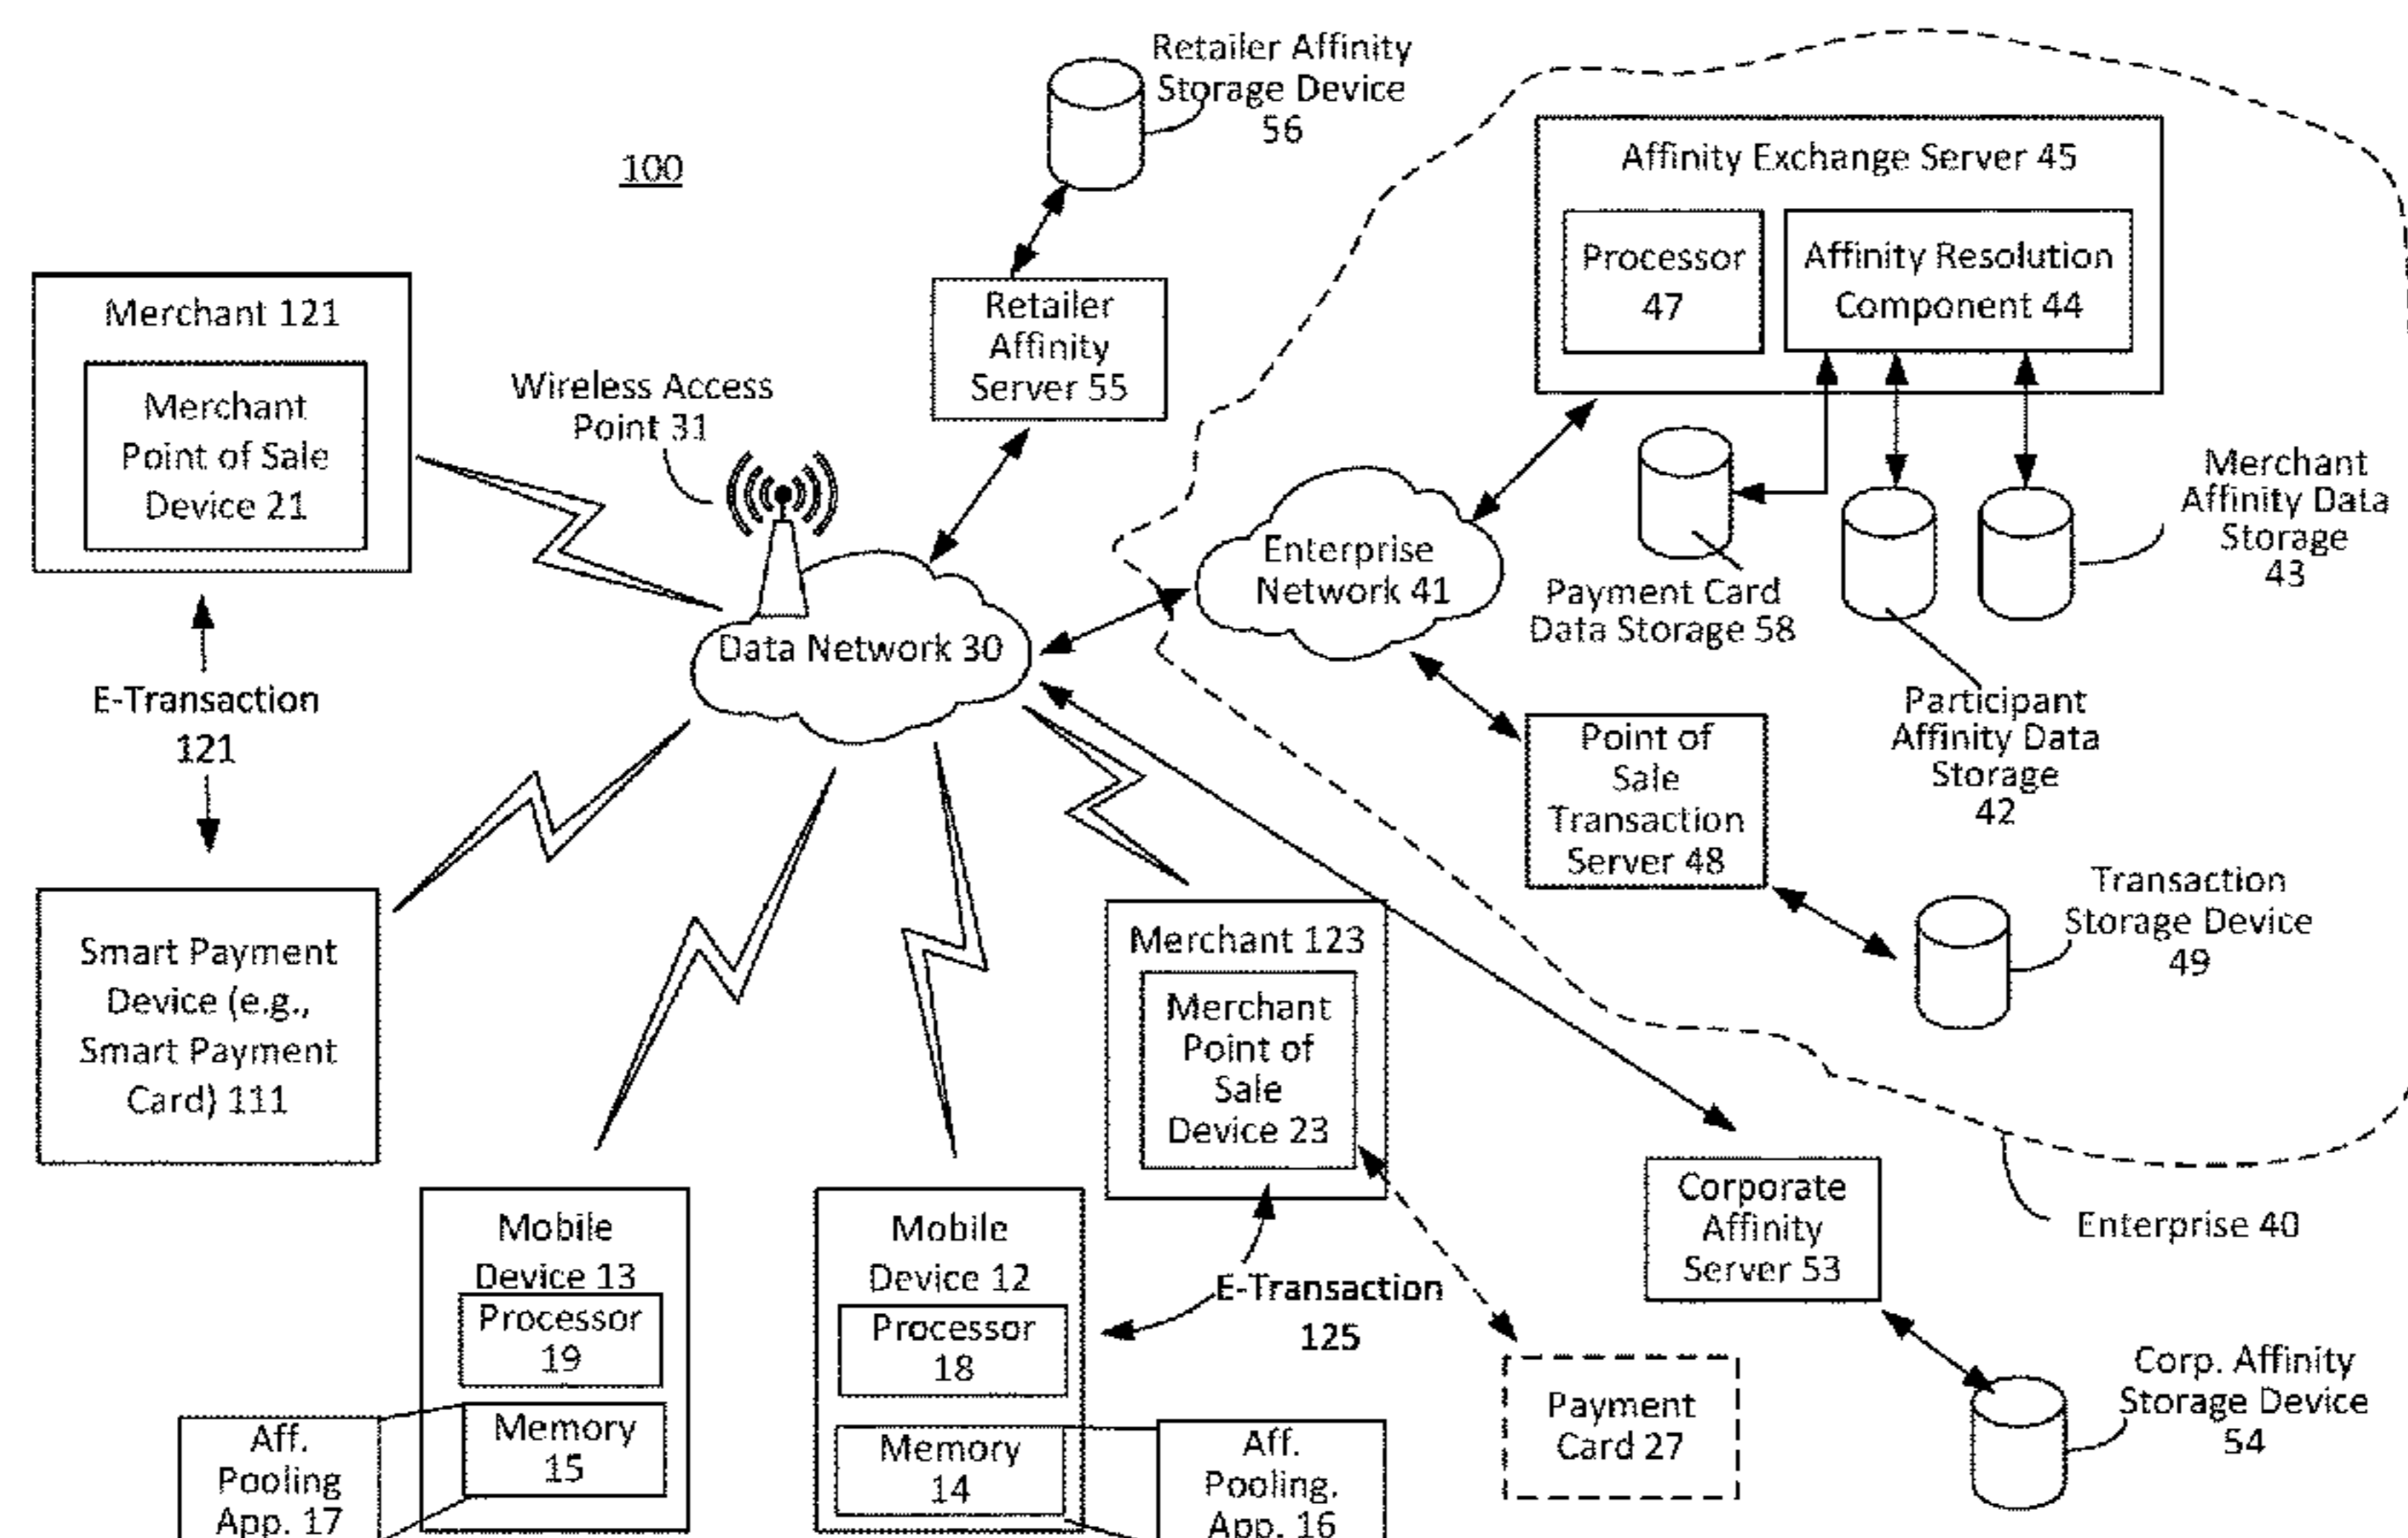 100
Retailer Affinity
Storage Device
56
Retailer
Affinity
Server 55
Merchant 121
Merchant
Point of Sale
Device 21
Wireless Access
Point 31
Data Network 30
E-Transaction
121
Smart Payment
Device (e.g.,
Smart Payment
Card) 111
Affinity Exchange Server 45
Processor
47
Affinity Resolution
Component 44
Enterprise
Network 41
Payment Card
Data Storage 58
Merchant
Affinity Data
Storage
43
Participant
Affinity Data
Storage
42
Point of
Sale
Transaction
Server 48
Transaction
Storage Device
49
Merchant 123
Merchant
Point of
Sale
Device 23
Enterprise 40
Corporate
Affinity
Server 53
Corp. Affinity
Storage Device
54
E-Transaction
125
Payment
Card 27
Mobile
Device 13
Processor
19
Memory
15
Aff.
Pooling
App. 17
Mobile
Device 12
Processor
18
Memory
14
Aff.
Pooling.
App. 16